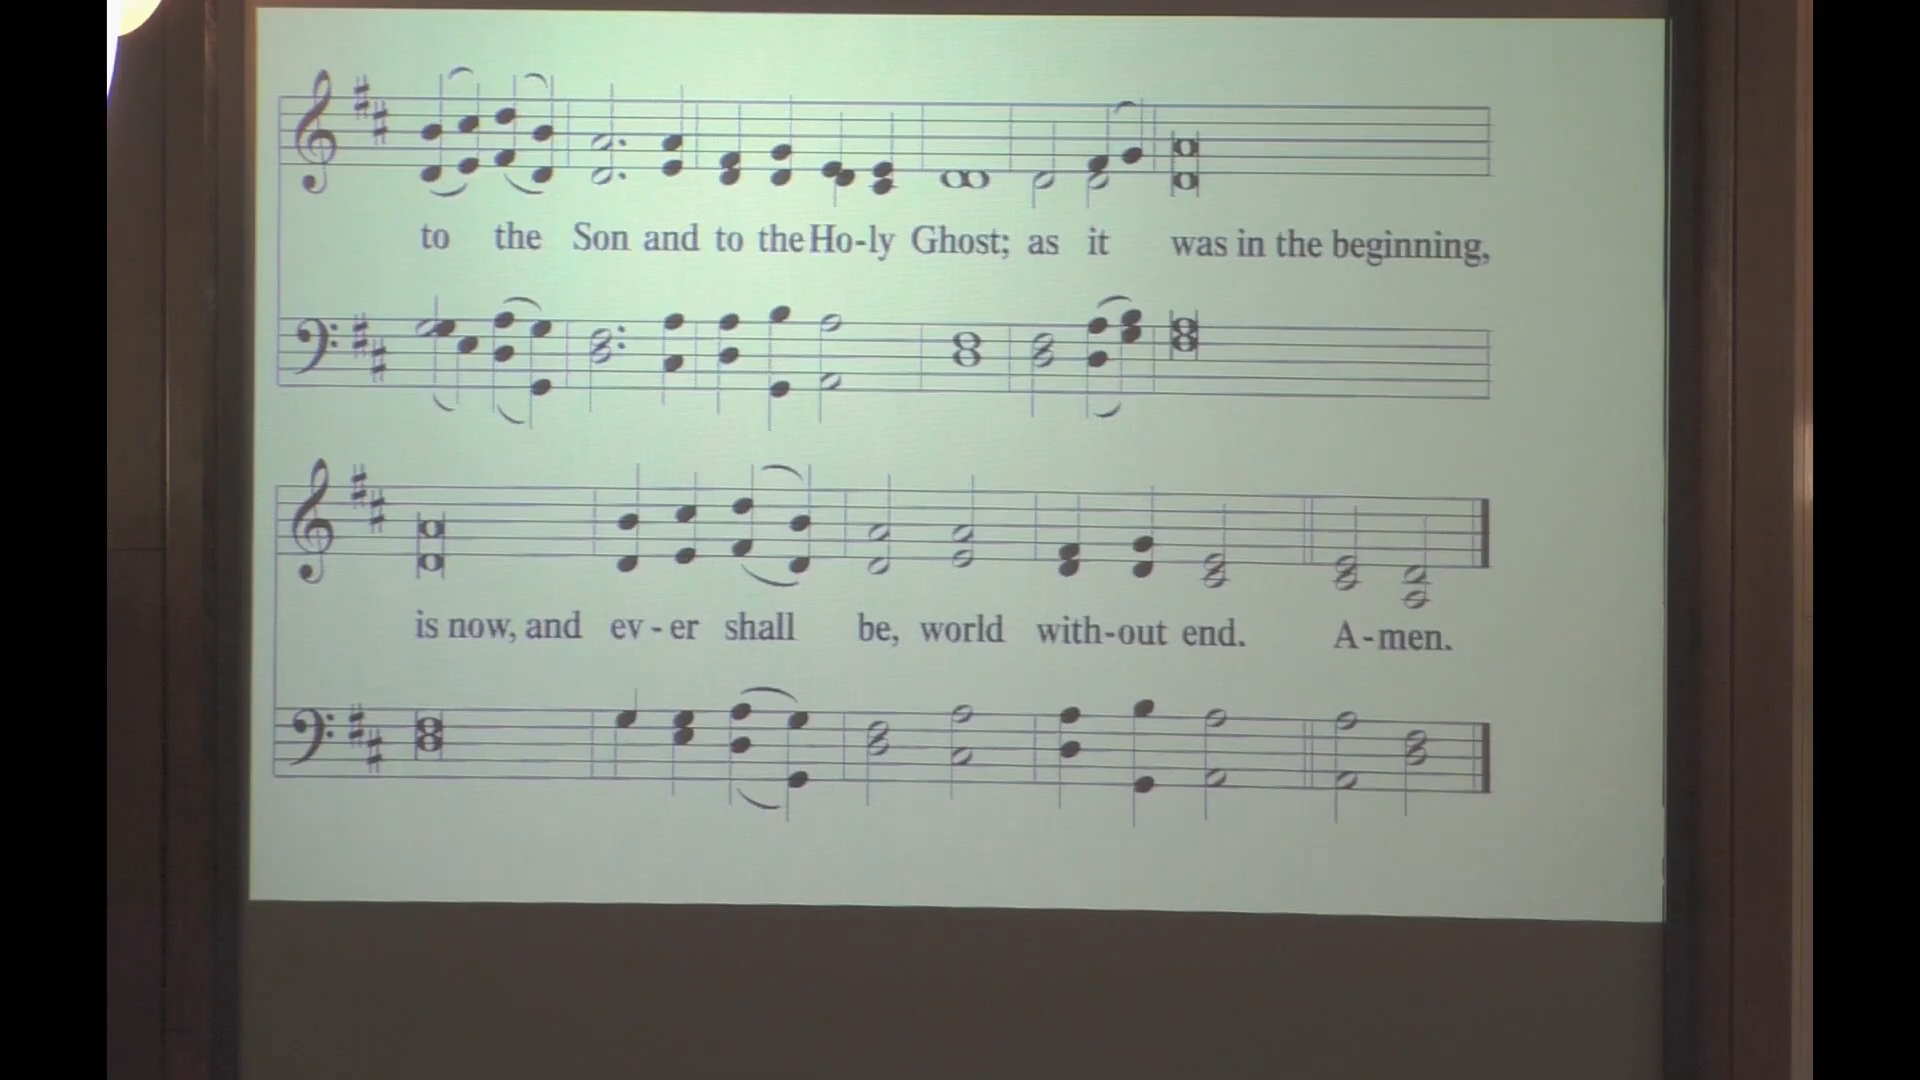 to the Son and to the Ho-ly Ghost; as it was in the beginning,
is now, and ev-er shall be, world with-out end. A-men.